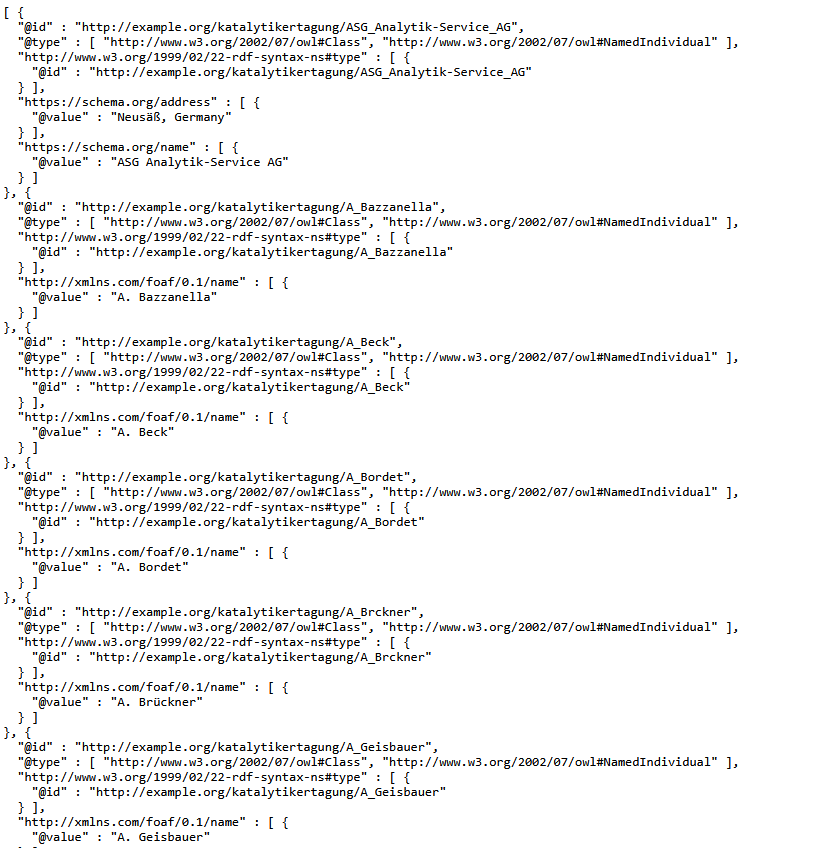 [ {
"@id" : "http://example.org/katalytikertagung/ASG_Analytik-Service_AG",
"@type" : [ "http://www.w3.org/2002/07/owl#Class", "http://www.w3.org/2002/07/owl#NamedIndividual" ],
"http://www.w3.org/1999/02/22-rdf-syntax-ns#type" : [ {
"@id" : "http://example.org/katalytikertagung/ASG_Analytik-Service_AG"
} ],
"https://schema.org/address" : [ {
"@value" : "Neusäß, Germany"
} ],
"https://schema.org/name" : [ {
"@value" : "ASG Analytik-Service AG"
} ]
}, {
"@id" : "http://example.org/katalytikertagung/A_Bazzanella",
"@type" : [ "http://www.w3.org/2002/07/owl#Class", "http://www.w3.org/2002/07/owl#NamedIndividual" ],
"http://www.w3.org/1999/02/22-rdf-syntax-ns#type" : [ {
"@id" : "http://example.org/katalytikertagung/A_Bazzanella"
} ],
"http://xmlns.com/foaf/0.1/name" : [ {
"@value" : "A. Bazzanella"
} ]
}, {
"@id" : "http://example.org/katalytikertagung/A_Beck",
"@type" : [ "http://www.w3.org/2002/07/owl#Class", "http://www.w3.org/2002/07/owl#NamedIndividual" ],
"http://www.w3.org/1999/02/22-rdf-syntax-ns#type" : [ {
"@id" : "http://example.org/katalytikertagung/A_Beck"
} ],
"http://xmlns.com/foaf/0.1/name" : [ {
"@value" : "A. Beck"
} ]
}, {
"@id" : "http://example.org/katalytikertagung/A_Bordet",
"@type" : [ "http://www.w3.org/2002/07/owl#Class", "http://www.w3.org/2002/07/owl#NamedIndividual" ],
"http://www.w3.org/1999/02/22-rdf-syntax-ns#type" : [ {
"@id" : "http://example.org/katalytikertagung/A_Bordet"
} ],
"http://xmlns.com/foaf/0.1/name" : [ {
"@value" : "A. Bordet"
} ]
}, {
"@id" : "http://example.org/katalytikertagung/A_Brckner",
"@type" : [ "http://www.w3.org/2002/07/owl#Class", "http://www.w3.org/2002/07/owl#NamedIndividual" ],
"http://www.w3.org/1999/02/22-rdf-syntax-ns#type" : [ {
"@id" : "http://example.org/katalytikertagung/A_Brckner"
} ],
"http://xmlns.com/foaf/0.1/name" : [ {
"@value" : "A. Brückner"
} ]
}, {
"@id" : "http://example.org/katalytikertagung/A_Geisbauer",
"@type" : [ "http://www.w3.org/2002/07/owl#Class", "http://www.w3.org/2002/07/owl#NamedIndividual" ],
"http://www.w3.org/1999/02/22-rdf-syntax-ns#type" : [ {
"@id" : "http://example.org/katalytikertagung/A_Geisbauer"
} ],
"http://xmlns.com/foaf/0.1/name" : [ {
"@value" : "A. Geisbauer"